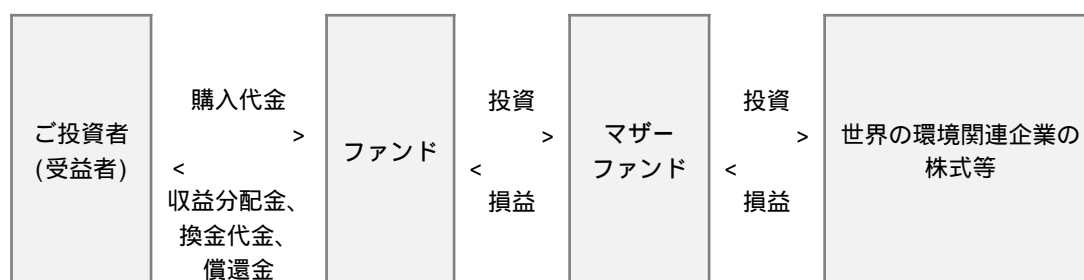 ご投資者
(受益者)
購入代金
>
<
収益分配金、
換金代金、
償還金
ファンド
投資
>
<
損益
マザー
ファンド
投資
>
<
損益
世界の環境関連企業の
株式等